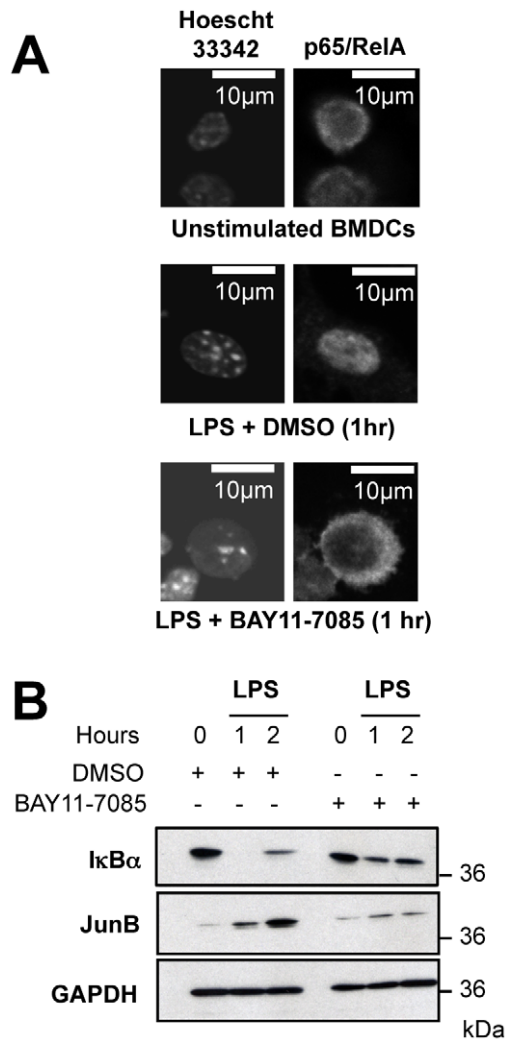 A
Hoescht
33342
p65/RelA
10µm
10µm
Unstimulated BMDCs
10µm
10µm
LPS + DMSO (1hr)
10µm
10µm
LPS + BAY11-7085 (1 hr)
B
LPS LPS
Hours 0 1 2 0 1 2
DMSO + + + - - -
BAY11-7085 - - - + + +
IκBα
36
JunB
36
GAPDH
36
kDa